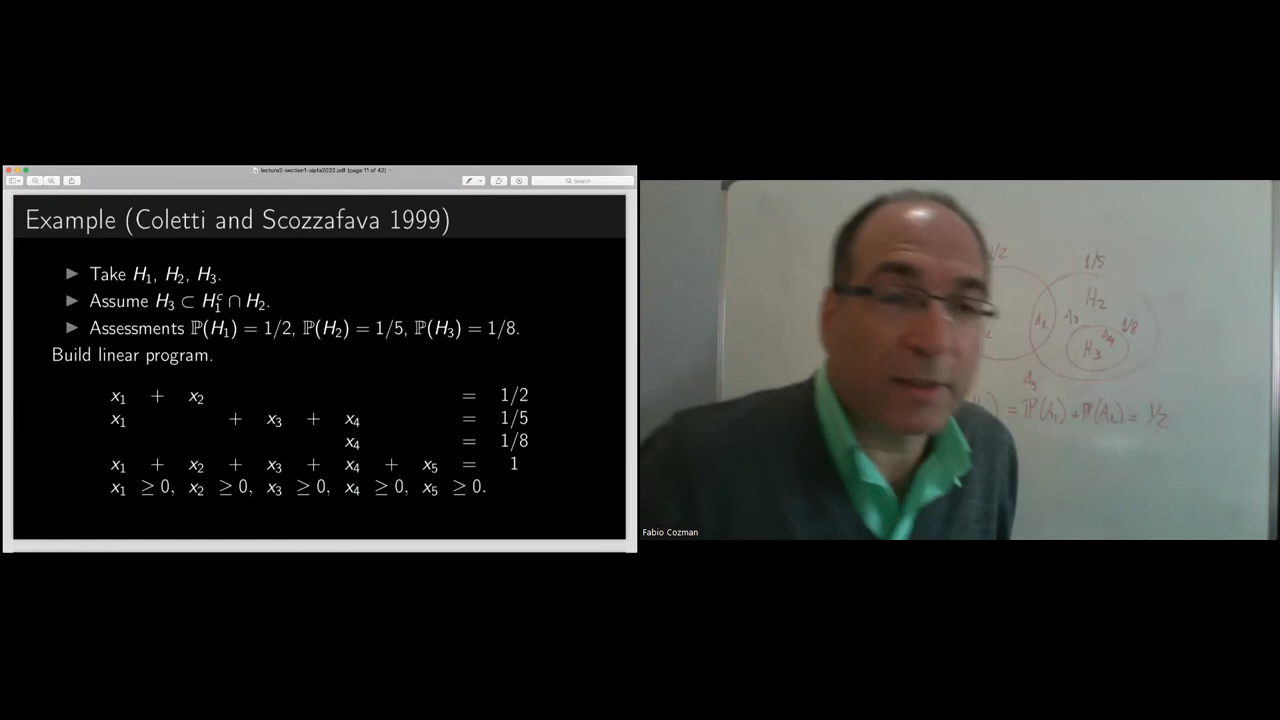 lecture2-section1-sipta2022.pdf (page 11 of 42)
Search
Example (Coletti and Scozzafava 1999)
▶ Take H₁, H₂, H₃.
▶ Assume H₃ ⊂ H₁ᶜ ∩ H₂.
▶ Assessments ℙ(H₁) = 1/2, ℙ(H₂) = 1/5, ℙ(H₃) = 1/8.
Build linear program.
x₁ + x₂ = 1/2
x₁ + x₃ + x₄ = 1/5
x₄ = 1/8
x₁ + x₂ + x₃ + x₄ + x₅ = 1
x₁ ≥ 0, x₂ ≥ 0, x₃ ≥ 0, x₄ ≥ 0, x₅ ≥ 0.
1/2
1/5
H₂
1/8
H₃
) = ℙ(A₁) + ℙ(A₂) = 1/2
Fabio Cozman